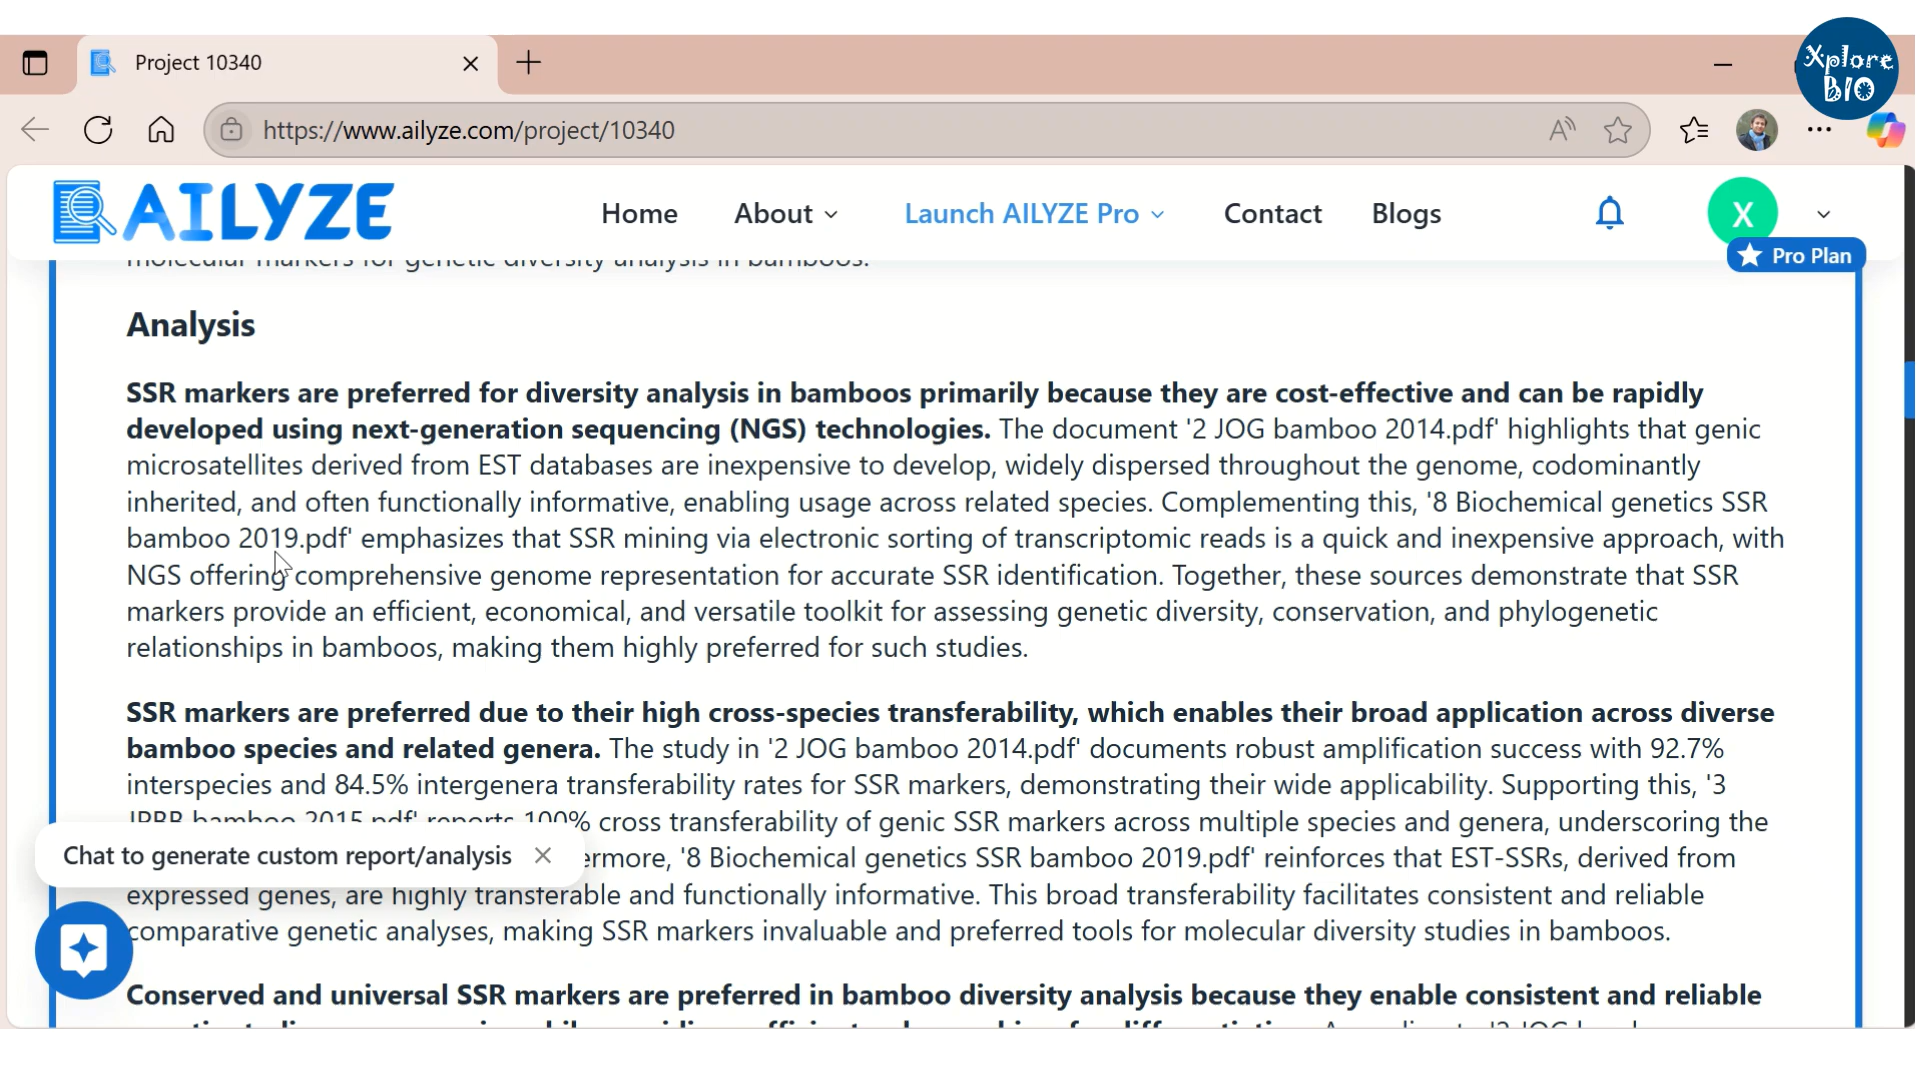 Project 10340
Xplore
BIO
https://www.ailyze.com/project/10340
AILYZE
Home
About
Launch AILYZE Pro
Contact
Blogs
X
Pro Plan
molecular markers for genetic diversity analysis in bamboos.
Analysis
SSR markers are preferred for diversity analysis in bamboos primarily because they are cost-effective and can be rapidly
developed using next-generation sequencing (NGS) technologies. The document '2 JOG bamboo 2014.pdf' highlights that genic
microsatellites derived from EST databases are inexpensive to develop, widely dispersed throughout the genome, codominantly
inherited, and often functionally informative, enabling usage across related species. Complementing this, '8 Biochemical genetics SSR
bamboo 2019.pdf' emphasizes that SSR mining via electronic sorting of transcriptomic reads is a quick and inexpensive approach, with
NGS offering comprehensive genome representation for accurate SSR identification. Together, these sources demonstrate that SSR
markers provide an efficient, economical, and versatile toolkit for assessing genetic diversity, conservation, and phylogenetic
relationships in bamboos, making them highly preferred for such studies.
SSR markers are preferred due to their high cross-species transferability, which enables their broad application across diverse
bamboo species and related genera. The study in '2 JOG bamboo 2014.pdf' documents robust amplification success with 92.7%
interspecies and 84.5% intergenera transferability rates for SSR markers, demonstrating their wide applicability. Supporting this, '3
JPBB bamboo 2015.pdf' reports 100% cross transferability of genic SSR markers across multiple species and genera, underscoring the
Chat to generate custom report/analysis
ermore, '8 Biochemical genetics SSR bamboo 2019.pdf' reinforces that EST-SSRs, derived from
expressed genes, are highly transferable and functionally informative. This broad transferability facilitates consistent and reliable
comparative genetic analyses, making SSR markers invaluable and preferred tools for molecular diversity studies in bamboos.
Conserved and universal SSR markers are preferred in bamboo diversity analysis because they enable consistent and reliable